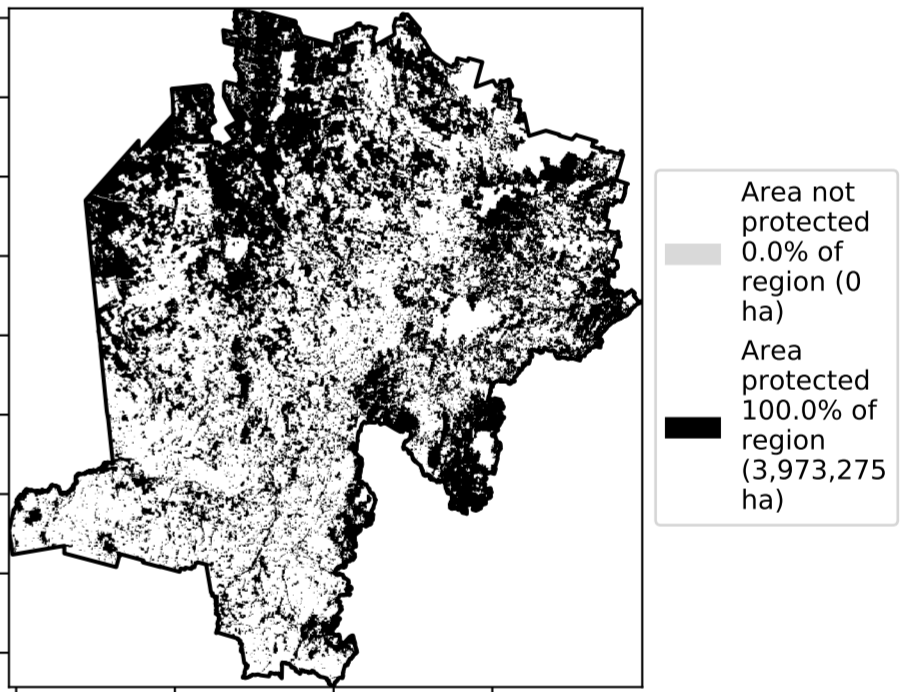 Area not
protected
0.0% of
region (0
ha)
Area
protected
100.0% of
region
(3,973,275
ha)